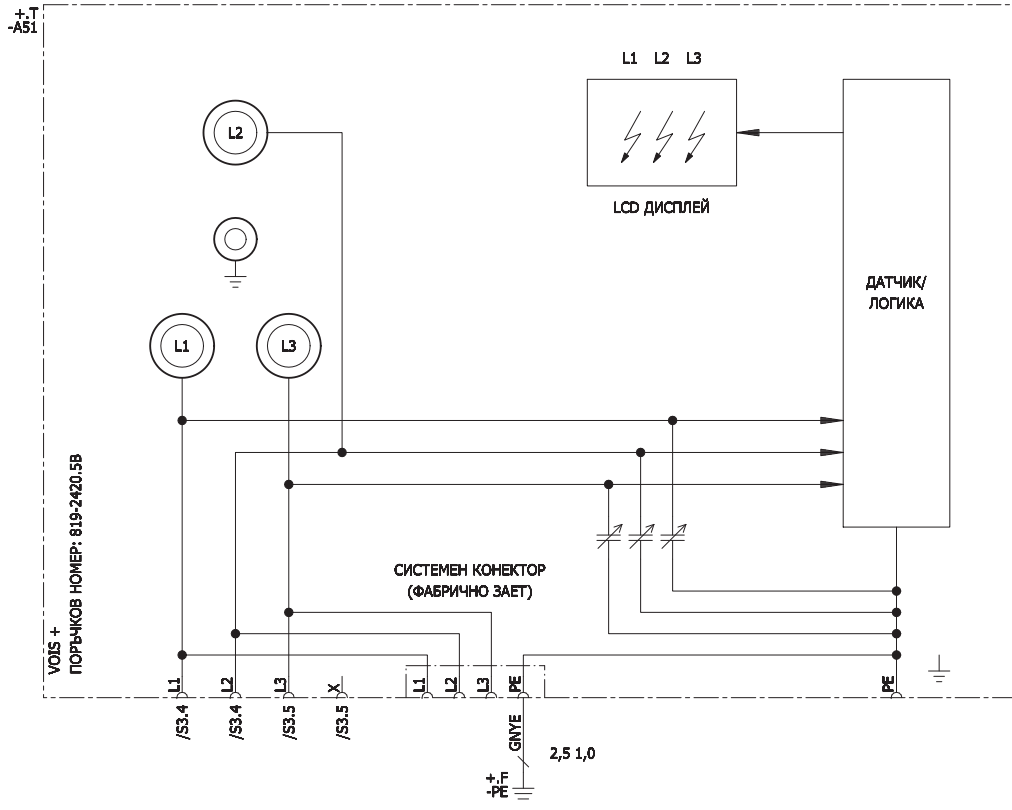 +.T
-A51
L1 L2 L3
L2
LCD ДИСПЛЕЙ
ДАТЧИК/
ЛОГИКА
L1
L3
VOIS +
ПОРЪЧКОВ НОМЕР: 819-2420.5B
СИСТЕМЕН КОНЕКТОР
(ФАБРИЧНО ЗАЕТ)
L1
L2
L3
X
L1
L2
L3
PE
PE
/S3.4
/S3.4
/S3.5
/S3.5
GNYE
2,5 1,0
+.F
-PE